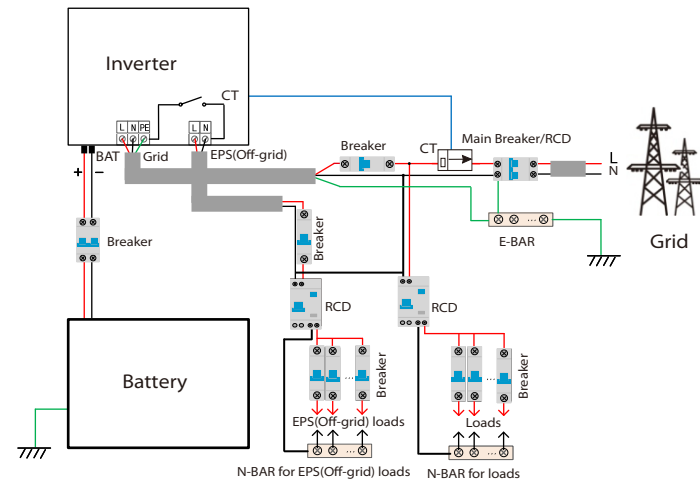 Inverter
CT
L N PE
L N
BAT
Grid
EPS(Off-grid)
+
−
Breaker
CT
Main Breaker/RCD
L
N
Grid
E-BAR
Breaker
Breaker
RCD
RCD
Battery
...
Breaker
...
Breaker
EPS(Off-grid) loads
Loads
...
...
N-BAR for EPS(Off-grid) loads
N-BAR for loads
...